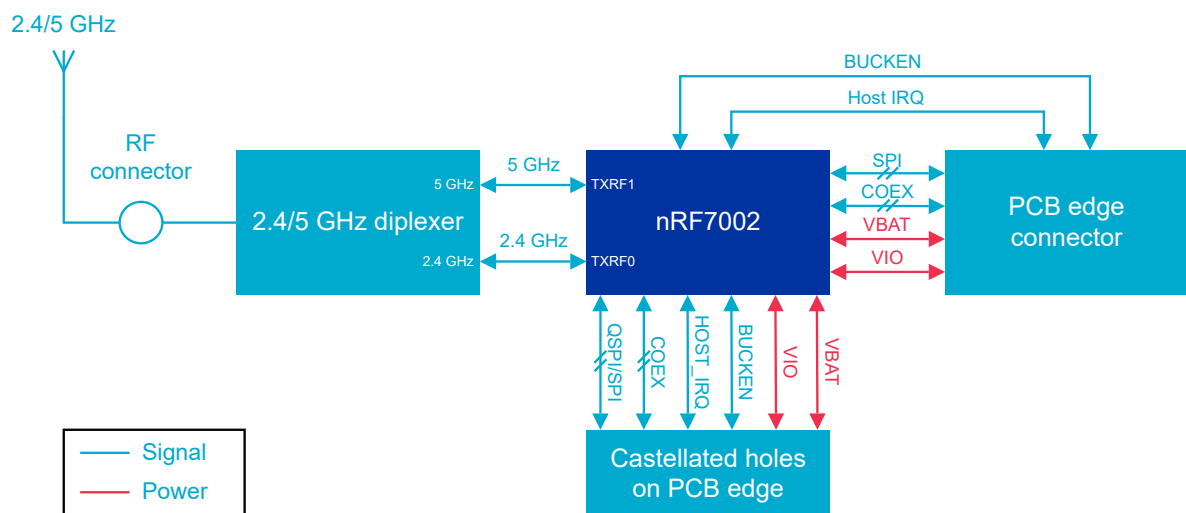 2.4/5 GHz
BUCKEN
Host IRQ
RF
connector
5 GHz
SPI
5 GHz
TXRF1
COEX
2.4/5 GHz diplexer
nRF7002
PCB edge
connector
VBAT
2.4 GHz
VIO
2.4 GHz
TXRF0
QSPI/SPI
COEX
HOST_IRQ
BUCKEN
VIO
VBAT
Signal
Power
Castellated holes
on PCB edge